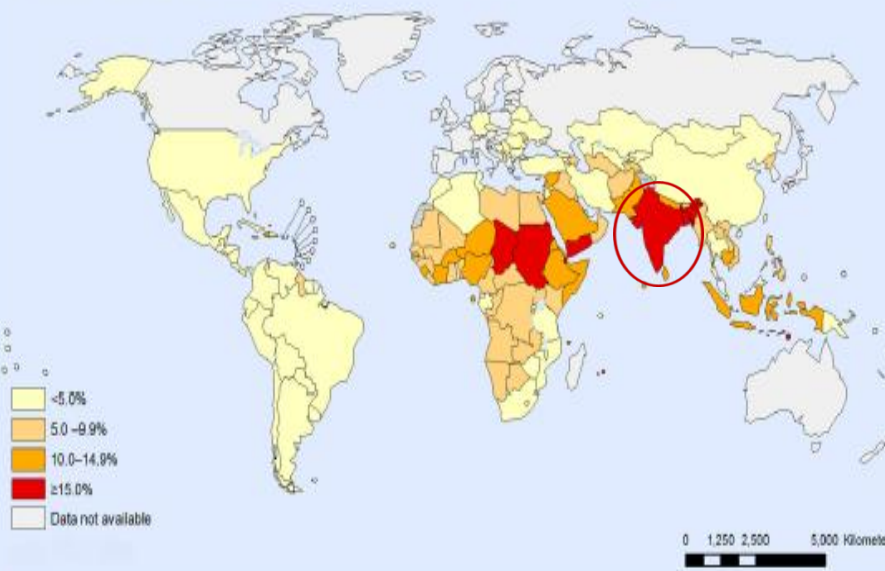 <5.0%
5.0 –9.9%
10.0–14.9%
≥15.0%
Data not available
0 1,250 2,500 5,000 Kilomete